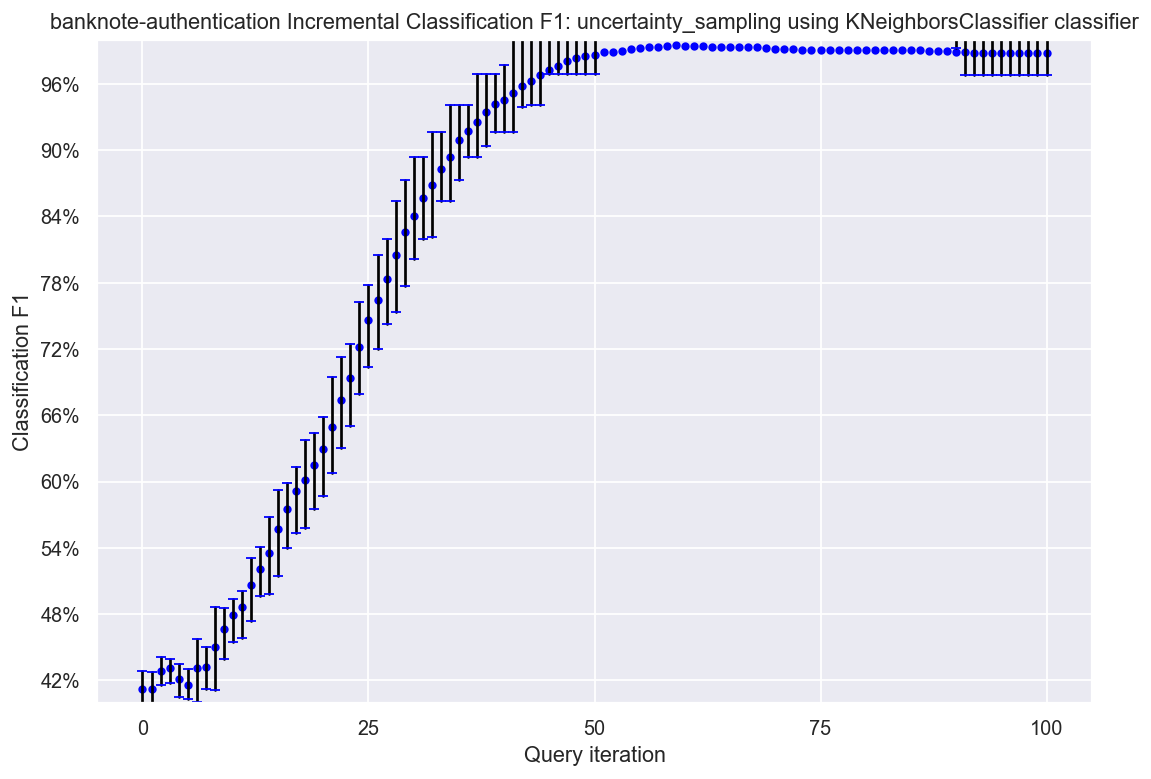 banknote-authentication Incremental Classification F1: uncertainty_sampling using KNeighborsClassifier classifier
96%
90%
84%
78%
72%
66%
60%
54%
48%
42%
Classification F1
0 25 50 75 100
Query iteration